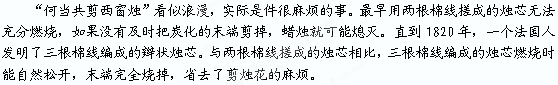 “何当共剪西窗烛”看似浪漫，实际是件很麻烦的事。最早用两根棉线搓成的烛芯无法
充分燃烧，如果没有及时把炭化的末端剪掉，蜡烛就可能熄灭。直到1820年，一个法国人
发明了三根棉线编成的辫状烛芯。与两根棉线搓成的烛芯相比，三根棉线编成的烛芯燃烧时
能自然松开，末端完全烧掉，省去了剪烛花的麻烦。